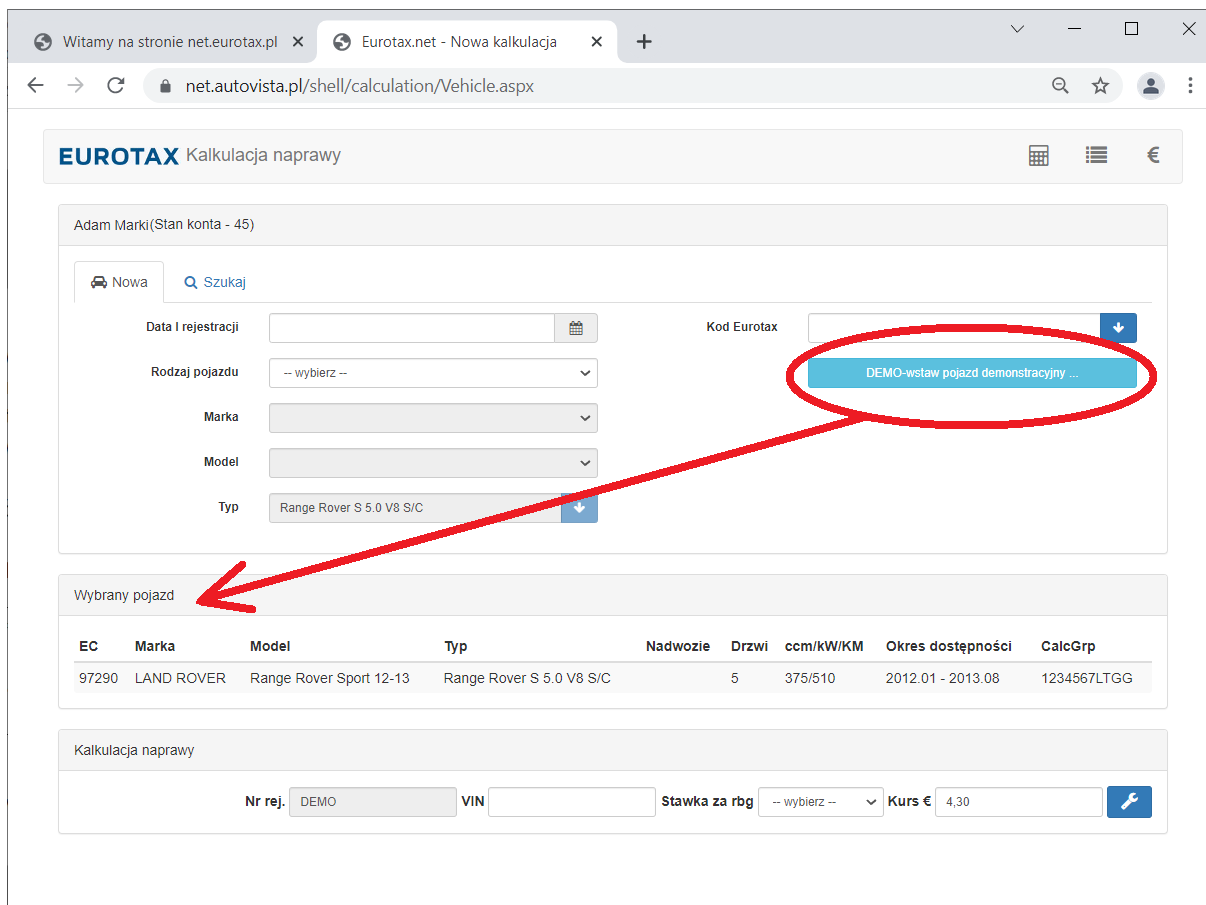 Witamy na stronie net.eurotax.pl
Eurotax.net - Nowa kalkulacja
net.autovista.pl/shell/calculation/Vehicle.aspx
EUROTAX Kalkulacja naprawy
€
Adam Marki(Stan konta - 45)
Nowa
Szukaj
Data I rejestracji
Kod Eurotax
Rodzaj pojazdu
-- wybierz --
DEMO-wstaw pojazd demonstracyjny ...
Marka
Model
Typ
Range Rover S 5.0 V8 S/C
Wybrany pojazd
EC Marka Model Typ Nadwozie Drzwi ccm/kW/KM Okres dostępności CalcGrp
97290 LAND ROVER Range Rover Sport 12-13 Range Rover S 5.0 V8 S/C 5 375/510 2012.01 - 2013.08 1234567LTGG
Kalkulacja naprawy
Nr rej. DEMO VIN Stawka za rbg -- wybierz -- Kurs € 4,30